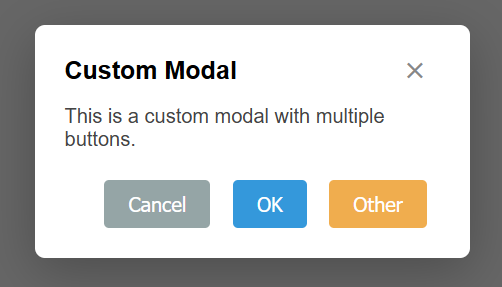 Custom Modal
This is a custom modal with multiple
buttons.
Cancel OK Other